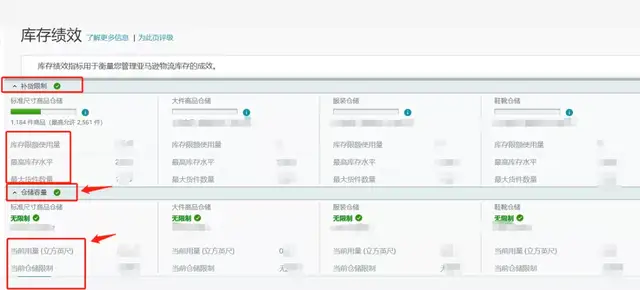 库存绩效 了解更多信息 | 为此页评级
库存绩效指标用于衡量您管理亚马逊物流库存的成效。
补货限制
标准尺寸商品仓储 大件商品仓储 服装仓储 鞋靴仓储
1,184 件商品 (最高允许 2,561 件)
库存限额使用量 库存限额使用量 库存限额使用量 库存限额使用量
最高库存水平 最高库存水平 最高库存水平 最高库存水平
最大货件数量 最大货件数量 最大货件数量 最大货件数量
仓储容量
标准尺寸商品仓储 大件商品仓储 服装仓储 鞋靴仓储
无限制 无限制 无限制 无限制
当前用量 (立方英尺) 当前用量 (立方英尺) 当前用量 (立方英尺) 当前用量 (立方英尺)
当前仓储限制 当前仓储限制 当前仓储限制 当前仓储限制